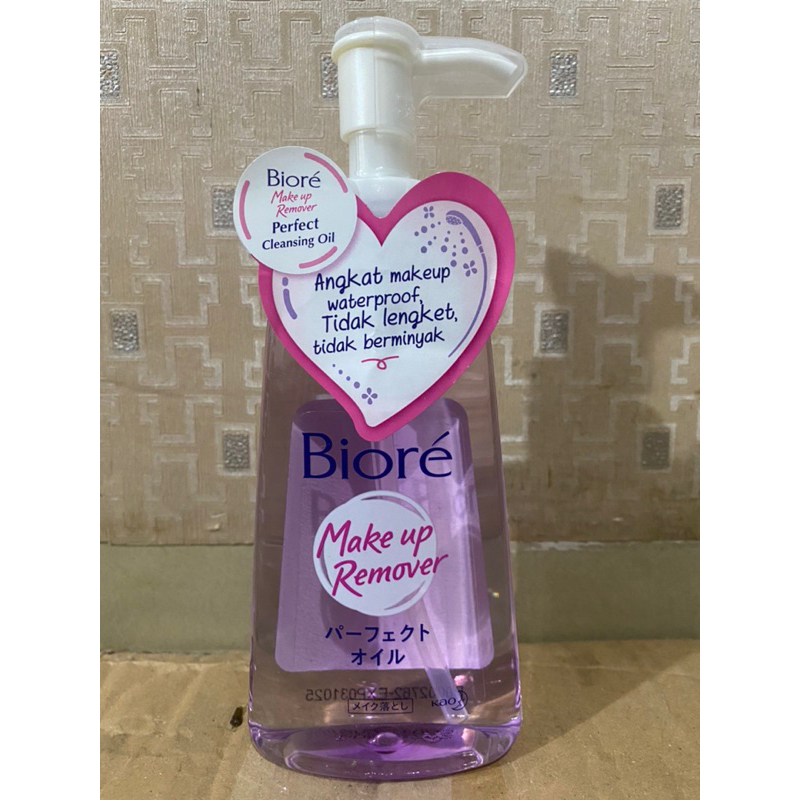 Bioré
Make up
Remover
Perfect
Cleansing Oil
Angkat makeup
waterproof,
Tidak lengket,
tidak berminyak
Bioré
Make up
Remover
パーフェクト
オイル
EXP031025
メイク落とし
Kao